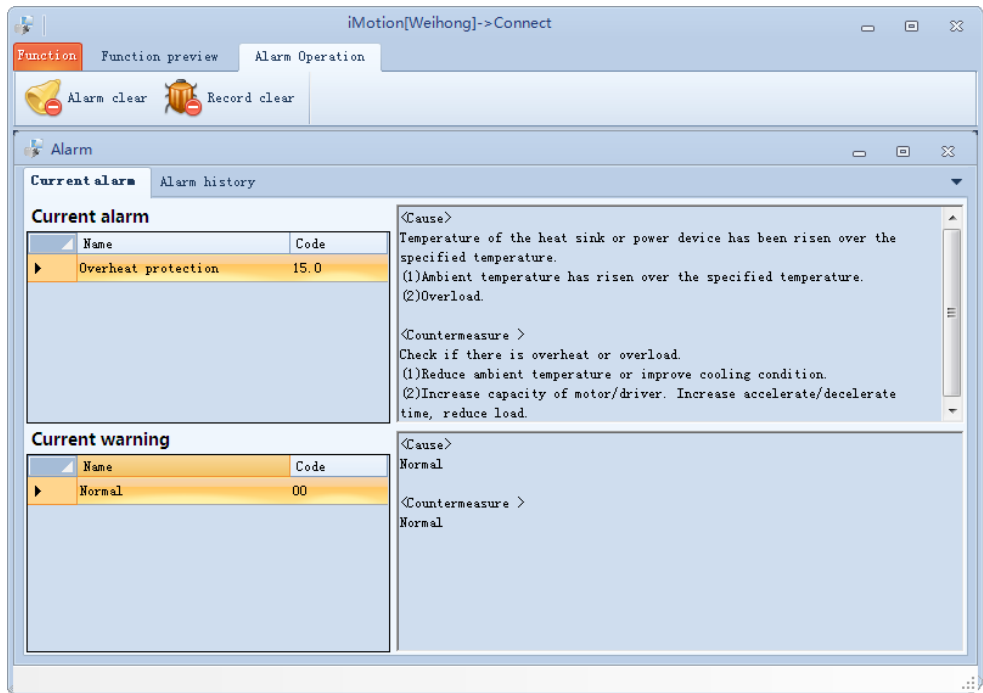 iMotion[Weihong]->Connect
Function Function preview Alarm Operation
Alarm clear Record clear
Alarm
Current alarm Alarm history
Current alarm
Name Code
Overheat protection 15.0
<Cause>
Temperature of the heat sink or power device has been risen over the
specified temperature.
(1)Ambient temperature has risen over the specified temperature.
(2)Overload.
<Countermeasure >
Check if there is overheat or overload.
(1)Reduce ambient temperature or improve cooling condition.
(2)Increase capacity of motor/driver. Increase accelerate/decelerate
time, reduce load.
Current warning
Name Code
Normal 00
<Cause>
Normal
<Countermeasure >
Normal